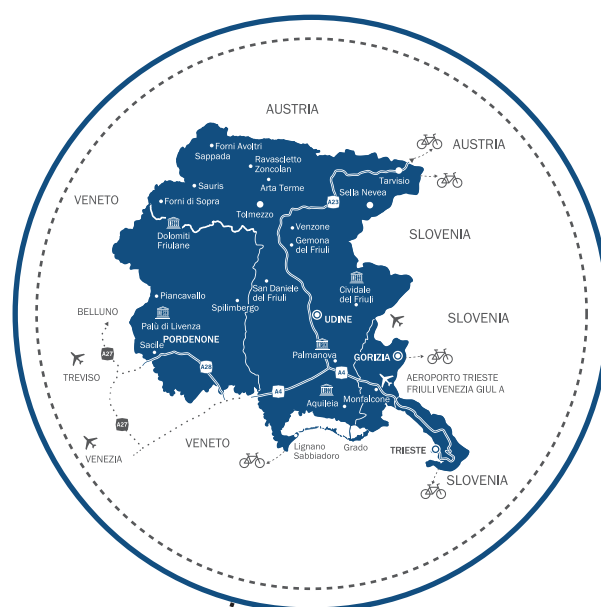 AUSTRIA
AUSTRIA
Forni Avoltri
Sappada
Ravascletto
Zoncolan
Tarvisio
Sauris
Arta Terme
Sella Nevea
VENETO
Forni di Sopra
A23
Tolmezzo
Dolomiti
Friulane
Venzone
Gemona
del Friuli
SLOVENIA
San Daniele
del Friuli
Cividale
del Friuli
Piancavallo
Spilimbergo
BELLUNO
Palù di Livenza
UDINE
SLOVENIA
PORDENONE
Sacile
A27
Palmanova
GORIZIA
TREVISO
A28
A4
A4
AEROPORTO TRIESTE
FRIULI VENEZIA GIUL A
Aquileia
Monfalcone
A27
VENETO
VENEZIA
Lignano
Sabbiadoro
Grado
TRIESTE
SLOVENIA